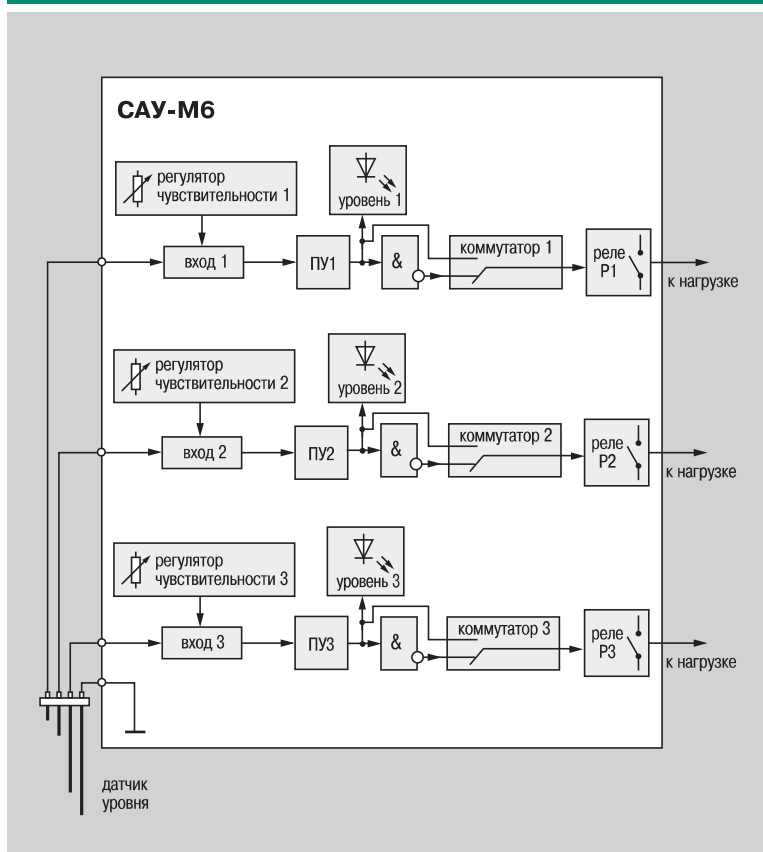 САУ-М6
регулятор
чувствительности 1
уровень 1
вход 1
ПУ1
&
коммутатор 1
реле
Р1
к нагрузке
регулятор
чувствительности 2
уровень 2
вход 2
ПУ2
&
коммутатор 2
реле
Р2
к нагрузке
регулятор
чувствительности 3
уровень 3
вход 3
ПУ3
&
коммутатор 3
реле
Р3
к нагрузке
датчик
уровня